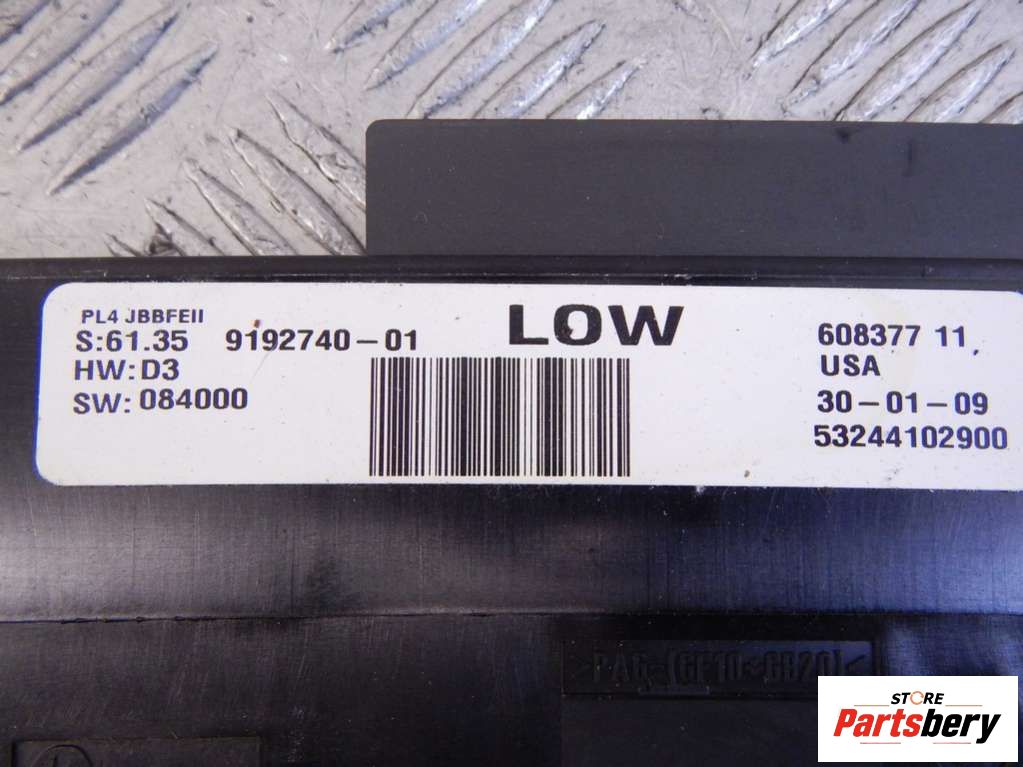 PL4 JBBFEII
S:61.35 9192740-01
HW:D3
SW: 084000
LOW
608377 11
USA
30-01-09
53244102900
STORE
Partsbery